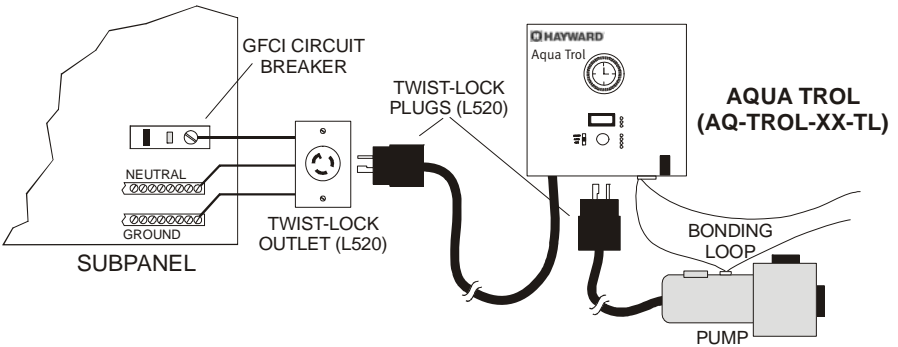 GFCI CIRCUIT
BREAKER
NEUTRAL
GROUND
SUBPANEL
TWIST-LOCK
OUTLET (L520)
TWIST-LOCK
PLUGS (L520)
HAYWARD
Aqua Trol
AQUA TROL
(AQ-TROL-XX-TL)
BONDING
LOOP
PUMP